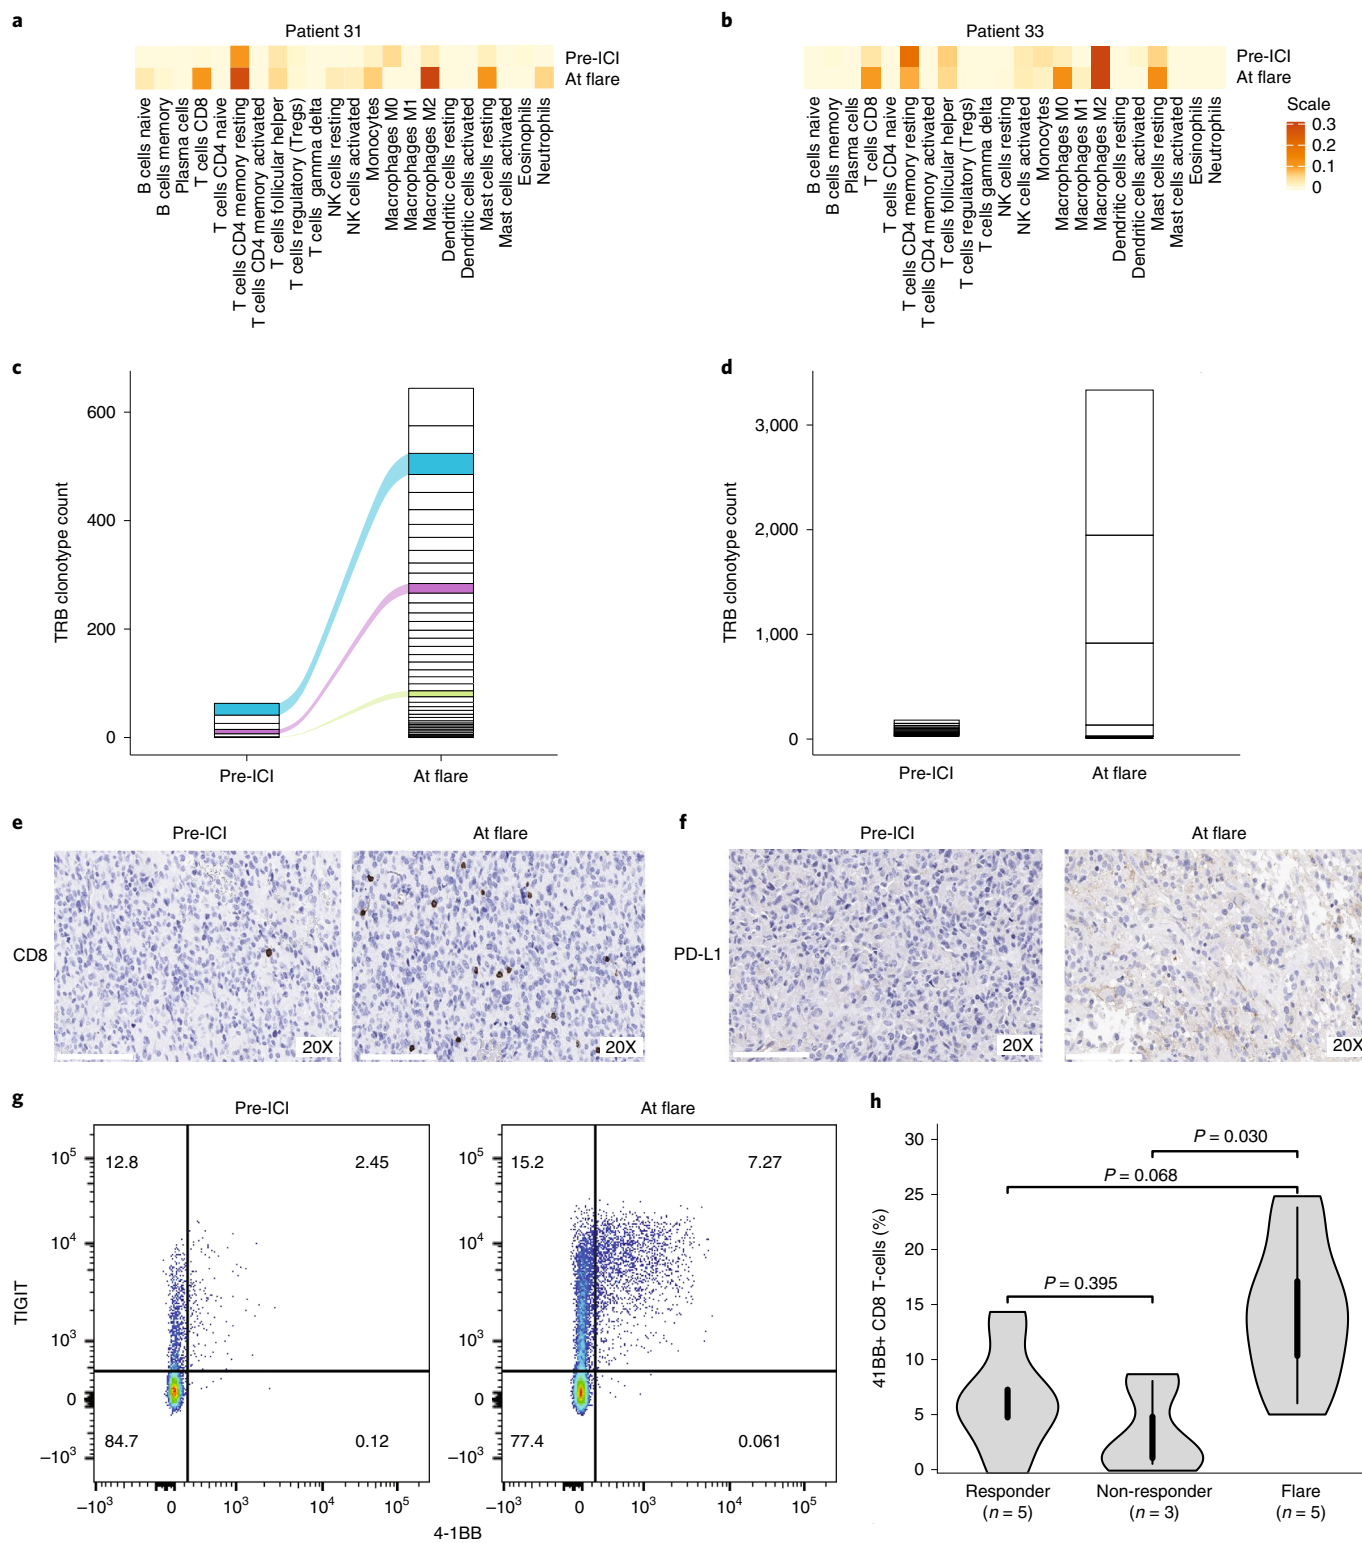 a
Patient 31
Pre-ICI
At flare
B cells naive
B cells memory
Plasma cells
T cells CD8
T cells CD4 naive
T cells CD4 memory resting
T cells CD4 memory activated
T cells follicular helper
T cells regulatory (Tregs)
T cells gamma delta
NK cells resting
NK cells activated
Monocytes
Macrophages M0
Macrophages M1
Macrophages M2
Dendritic cells resting
Dendritic cells activated
Mast cells resting
Mast cells activated
Eosinophils
Neutrophils
b
Patient 33
Pre-ICI
At flare
B cells naive
B cells memory
Plasma cells
T cells CD8
T cells CD4 naive
T cells CD4 memory resting
T cells CD4 memory activated
T cells follicular helper
T cells regulatory (Tregs)
T cells gamma delta
NK cells resting
NK cells activated
Monocytes
Macrophages M0
Macrophages M1
Macrophages M2
Dendritic cells resting
Dendritic cells activated
Mast cells resting
Mast cells activated
Eosinophils
Neutrophils
Scale
0.3
0.2
0.1
0
c
TRB clonotype count
600
400
200
0
Pre-ICI
At flare
d
TRB clonotype count
3,000
2,000
1,000
0
Pre-ICI
At flare
e
Pre-ICI
At flare
CD8
20X
20X
f
Pre-ICI
At flare
PD-L1
20X
20X
g
Pre-ICI
At flare
TIGIT
10⁵
10⁴
10³
0
−10³
12.8
2.45
84.7
0.12
−10³
0
10³
10⁴
10⁵
10⁵
10⁴
10³
0
−10³
15.2
7.27
77.4
0.061
−10³
0
10³
10⁴
10⁵
4-1BB
h
41BB+ CD8 T-cells (%)
30
25
20
15
10
5
0
P = 0.030
P = 0.068
P = 0.395
Responder
(n = 5)
Non-responder
(n = 3)
Flare
(n = 5)